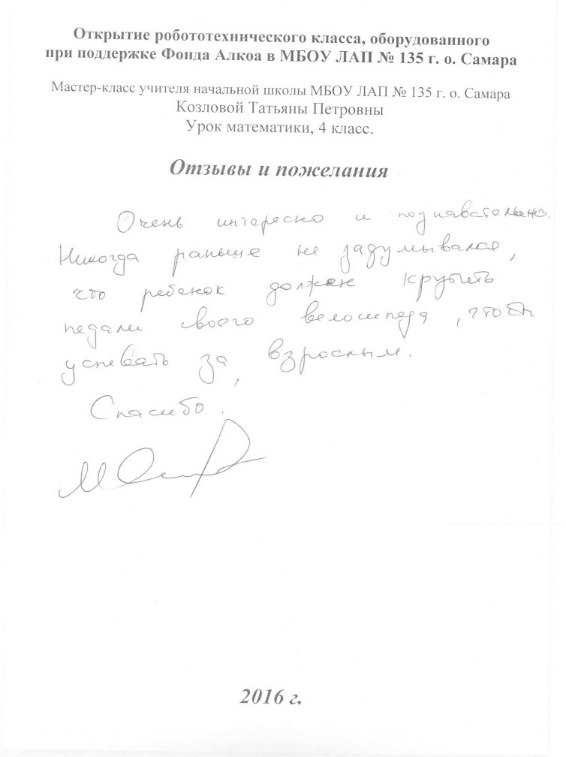 Открытие робототехнического класса, оборудованного
при поддержке Фонда Алкоа в МБОУ ЛАП № 135 г. о. Самара
Мастер-класс учителя начальной школы МБОУ ЛАП № 135 г. о. Самара
Козловой Татьяны Петровны
Урок математики, 4 класс.
Отзывы и пожелания
Очень интересно и познавательно.
Никогда раньше не задумывался,
что ребенок должен крутить
педали своего велосипеда, чтобы
успевать за взрослым.
Спасибо.
2016 г.